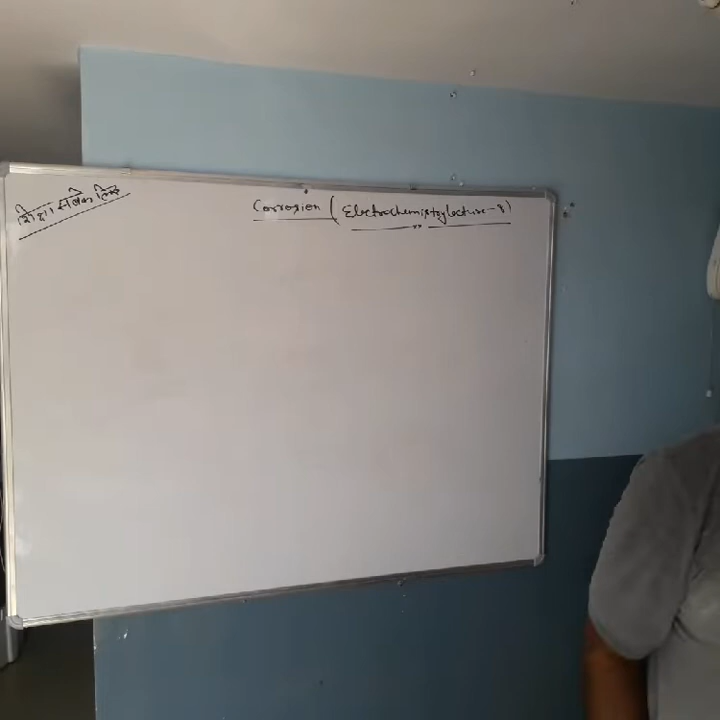 शिक्षा
Corrosion ( Electrochemistry lecture - 8)